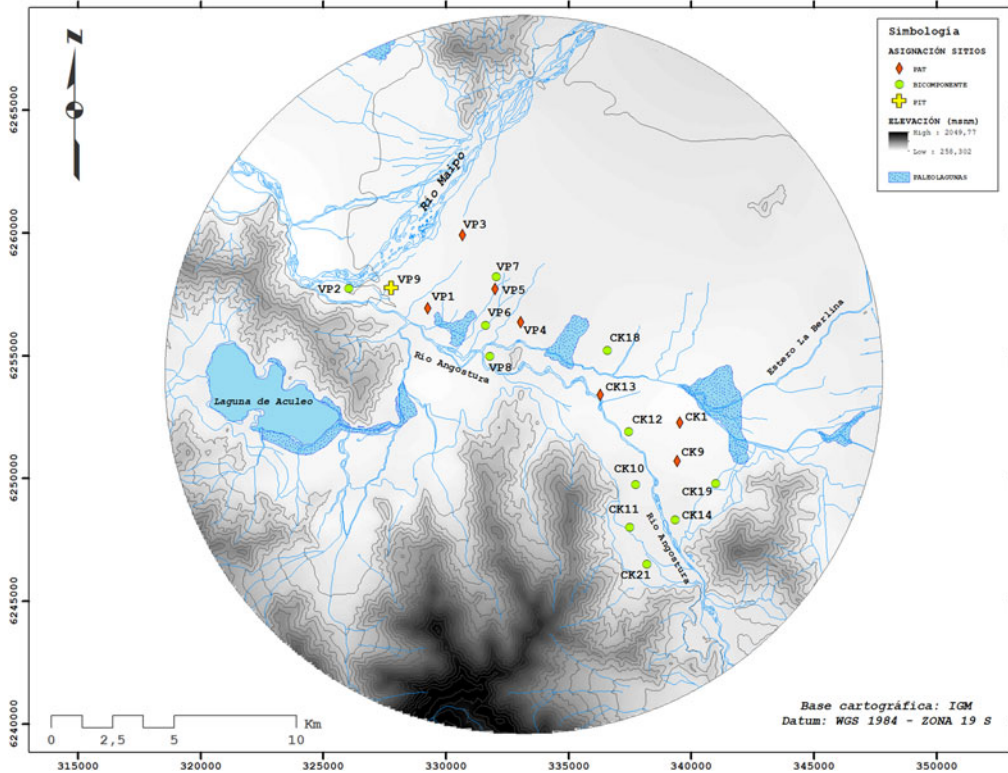 Z
Simbología
ASIGNACIÓN SITIOS
PAT
BICOMPONENTE
PIT
ELEVACIÓN (msnm)
High : 2049,77
Low : 258,302
PALEOLAGUNAS
6265000
6260000
6255000
6250000
6245000
6240000
Río Maipo
VP3
VP7
VP9
VP2
VP5
VP1
VP6
VP4
CK18
VP8
Río Angostura
Estero La Berlina
Laguna de Aculeo
CK13
CK1
CK12
CK9
CK10
CK19
CK11
CK14
Río Angostura
CK21
Km
0 2,5 5 10
Base cartográfica: IGM
Datum: WGS 1984 - ZONA 19 S
315000 320000 325000 330000 335000 340000 345000 350000